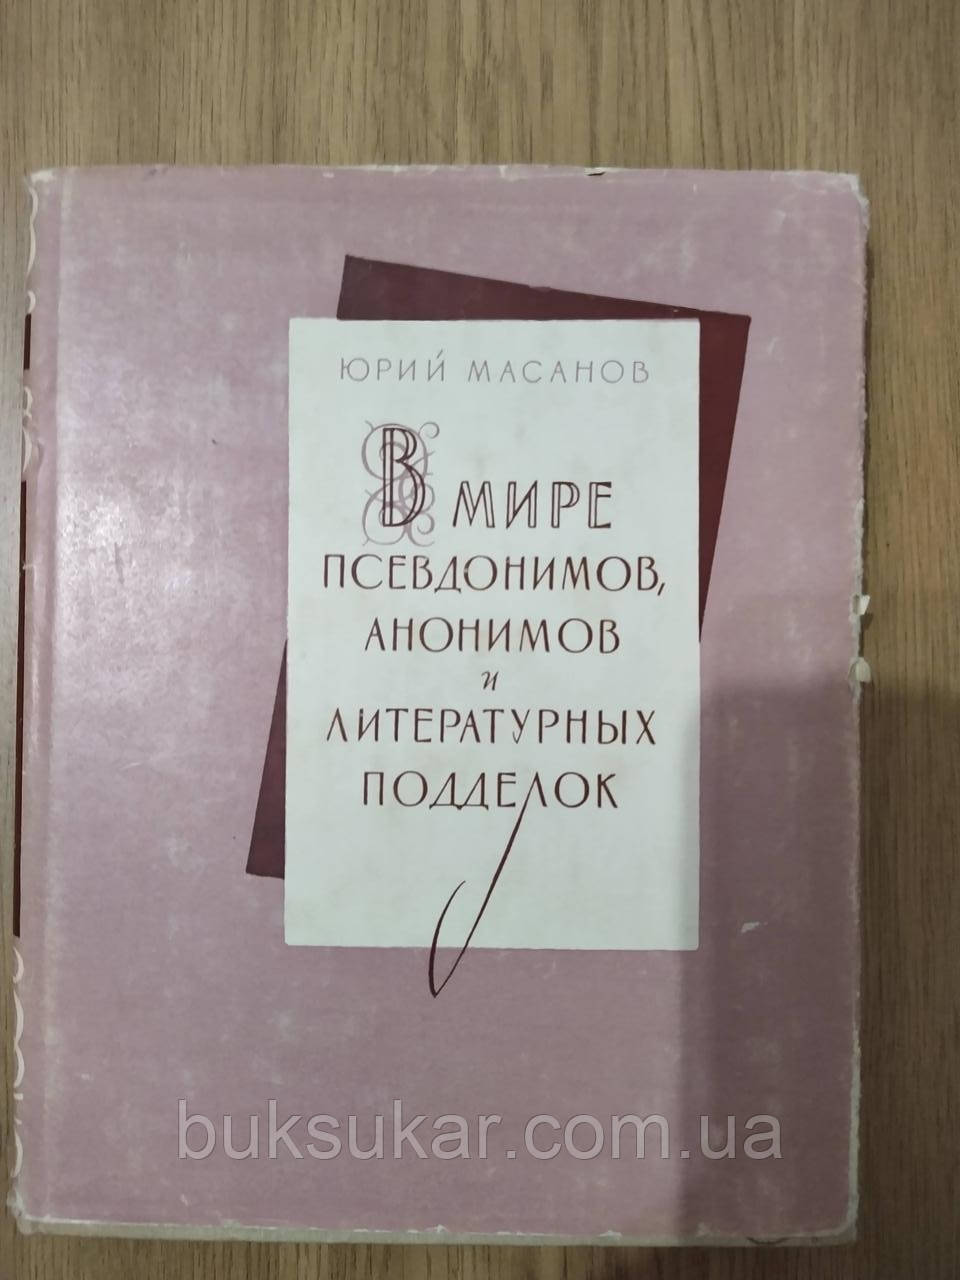 ЮРИЙ МАСАНОВ
В МИРЕ
ПСЕВДОНИМОВ,
АНОНИМОВ
и
ЛИТЕРАТУРНЫХ
ПОДДЕЛОК
buksukar.com.ua